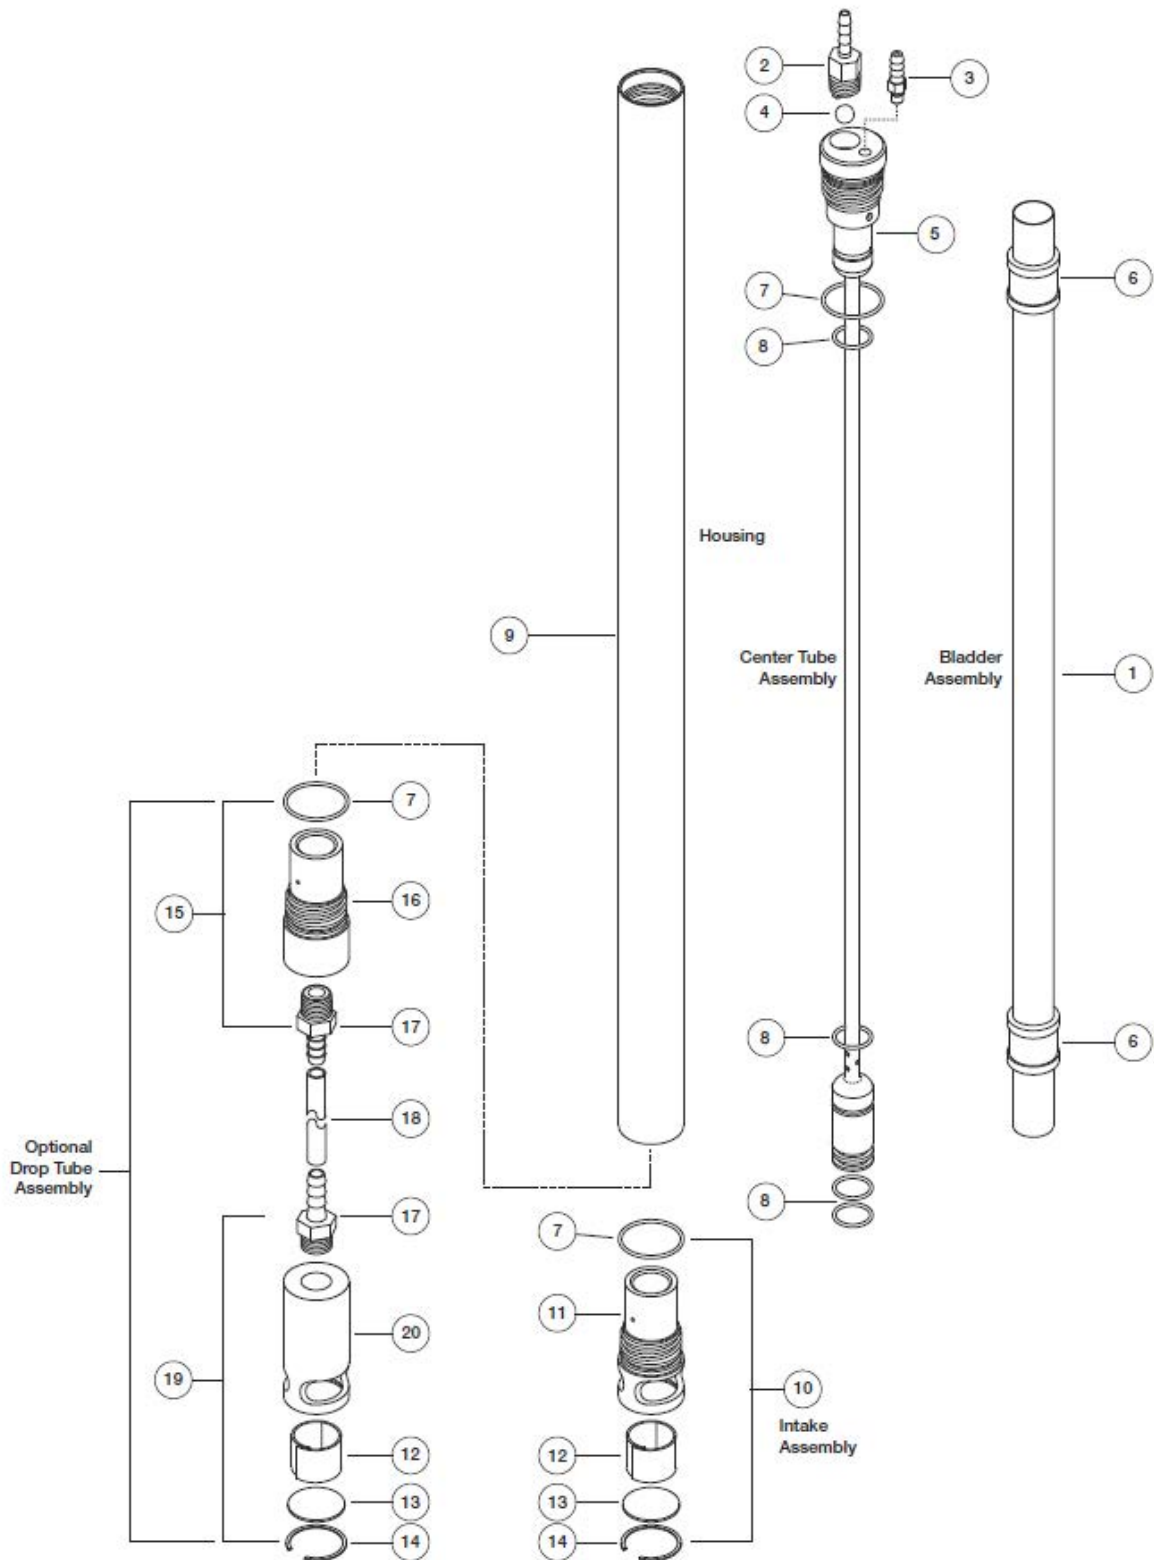 2
3
4
5
6
7
8
Housing
9
Center Tube
Assembly
Bladder
Assembly
1
7
16
15
17
8
6
18
Optional
Drop Tube
Assembly
17
8
7
11
20
19
10
Intake
Assembly
12
12
13
13
14
14